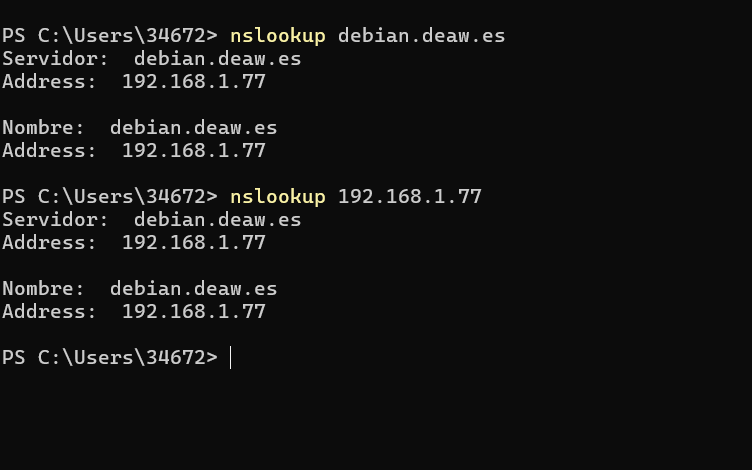 PS C:\Users\34672> nslookup debian.deaw.es
Servidor:  debian.deaw.es
Address:  192.168.1.77
Nombre:  debian.deaw.es
Address:  192.168.1.77
PS C:\Users\34672> nslookup 192.168.1.77
Servidor:  debian.deaw.es
Address:  192.168.1.77
Nombre:  debian.deaw.es
Address:  192.168.1.77
PS C:\Users\34672>